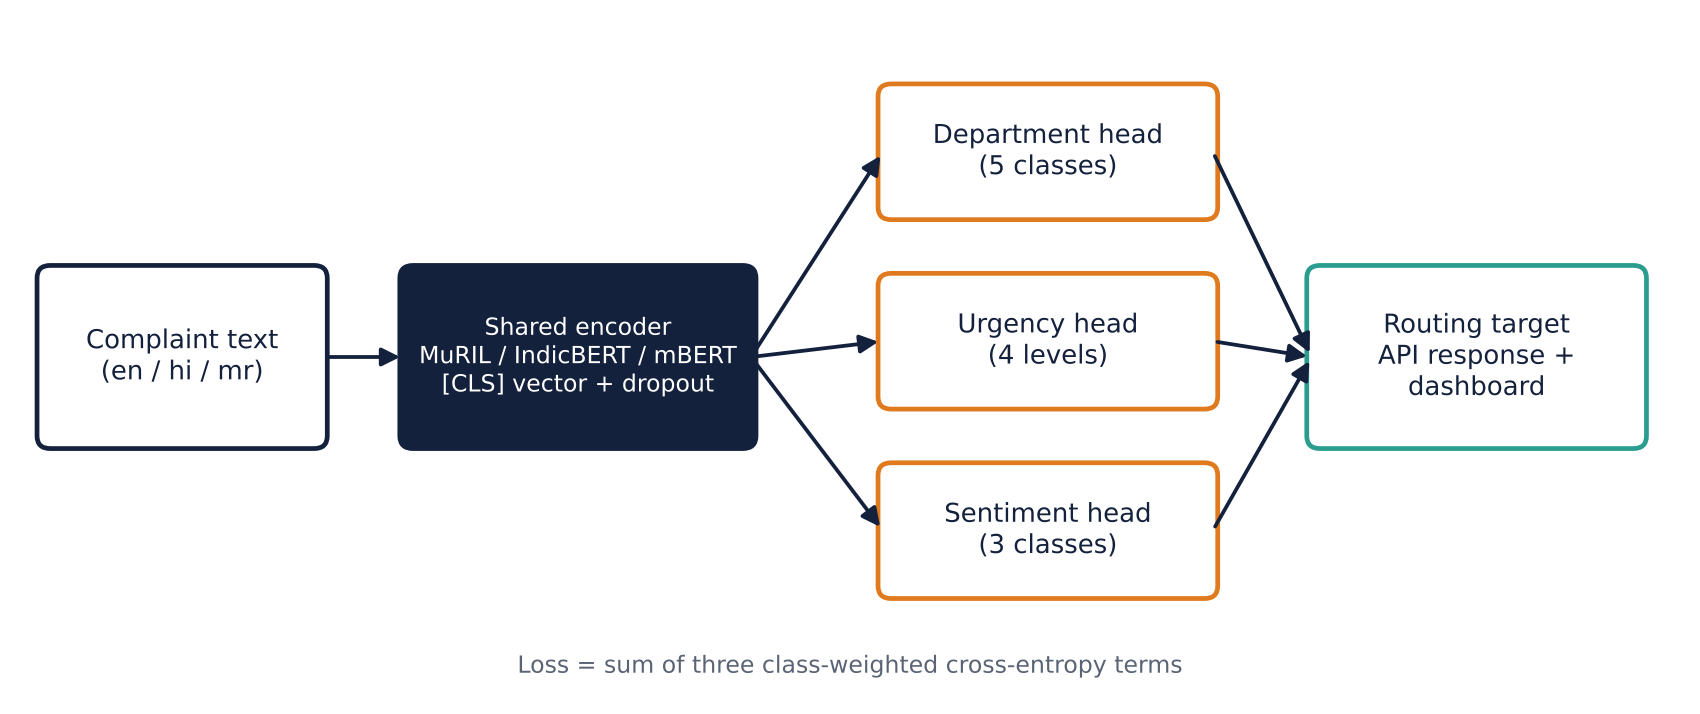 Complaint text
(en / hi / mr)
Shared encoder
MuRIL / IndicBERT / mBERT
[CLS] vector + dropout
Department head
(5 classes)
Urgency head
(4 levels)
Sentiment head
(3 classes)
Routing target
API response +
dashboard
Loss = sum of three class-weighted cross-entropy terms